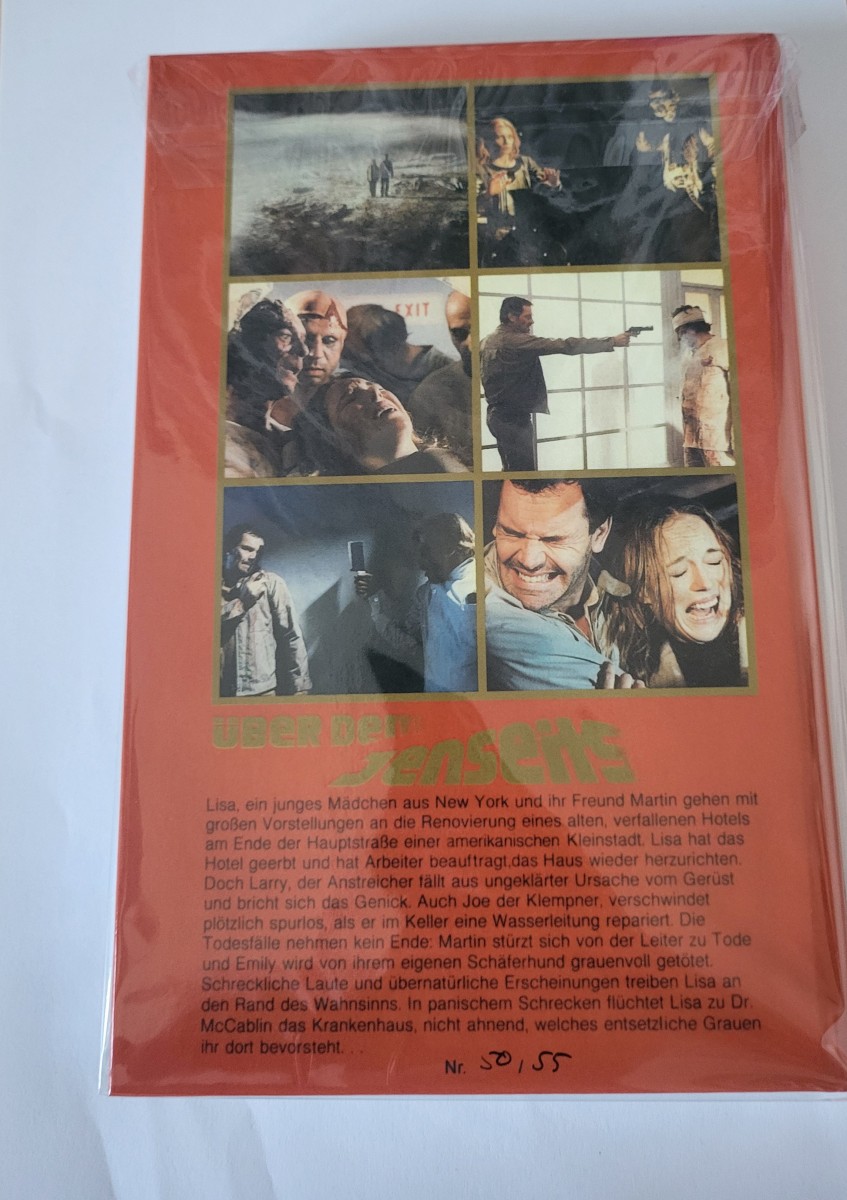 EXIT
ÜBER DEM
JENSEITS
Lisa, ein junges Mädchen aus New York und ihr Freund Martin gehen mit
großen Vorstellungen an die Renovierung eines alten, verfallenen Hotels
am Ende der Hauptstraße einer amerikanischen Kleinstadt. Lisa hat das
Hotel geerbt und hat Arbeiter beauftragt,das Haus wieder herzurichten.
Doch Larry, der Anstreicher fällt aus ungeklärter Ursache vom Gerüst
und bricht sich das Genick. Auch Joe der Klempner, verschwindet
plötzlich spurlos, als er im Keller eine Wasserleitung repariert. Die
Todesfälle nehmen kein Ende: Martin stürzt sich von der Leiter zu Tode
und Emily wird von ihrem eigenen Schäferhund grauenvoll getötet.
Schreckliche Laute und übernatürliche Erscheinungen treiben Lisa an
den Rand des Wahnsinns. In panischem Schrecken flüchtet Lisa zu Dr.
McCablin das Krankenhaus, nicht ahnend, welches entsetzliche Grauen
ihr dort bevorsteht. . .
Nr. 50/55